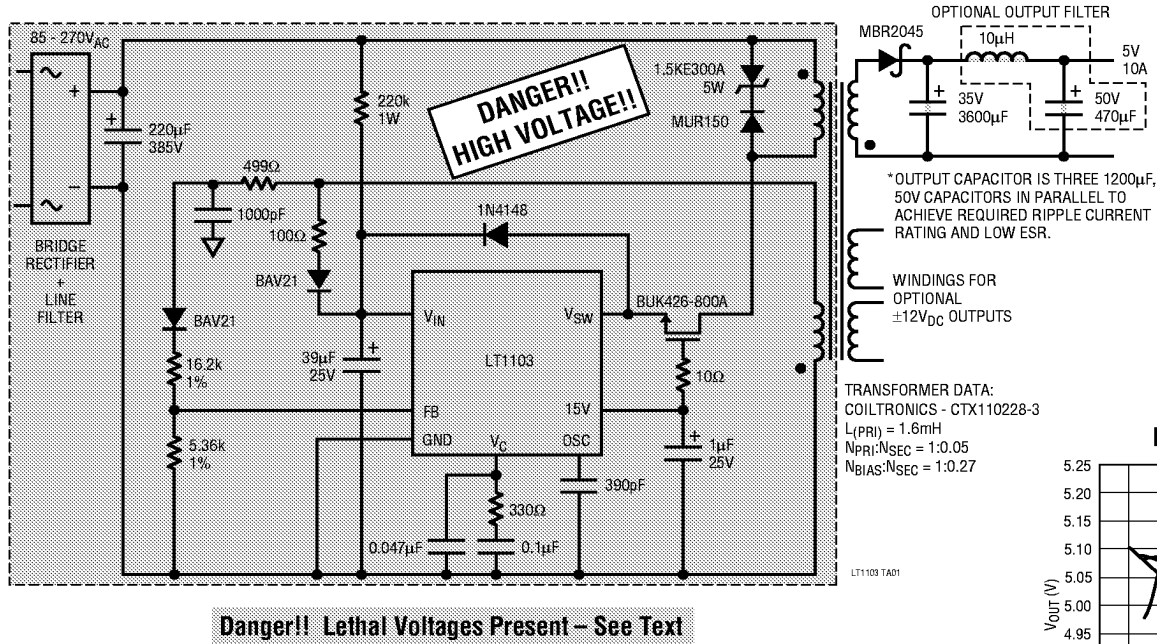 OPTIONAL OUTPUT FILTER
85 - 270VAC
MBR2045
10μH
5V
10A
1.5KE300A
5W
220k
1W
DANGER!!
HIGH VOLTAGE!!
MUR150
+
35V
3600μF
+
50V
470μF
+
+
220μF
385V
–
499Ω
1000pF
100Ω
1N4148
*OUTPUT CAPACITOR IS THREE 1200μF,
50V CAPACITORS IN PARALLEL TO
ACHIEVE REQUIRED RIPPLE CURRENT
RATING AND LOW ESR.
BRIDGE
RECTIFIER
+
LINE
FILTER
BAV21
WINDINGS FOR
OPTIONAL
±12VDC OUTPUTS
BUK426-800A
VIN
VSW
BAV21
39μF
25V
+
LT1103
16.2k
1%
10Ω
15V
FB
GND
VC
OSC
+
1μF
25V
TRANSFORMER DATA:
COILTRONICS - CTX110228-3
L(PRI) = 1.6mH
NPRI:NSEC = 1:0.05
NBIAS:NSEC = 1:0.27
5.36k
1%
390pF
330Ω
0.047μF
0.1μF
LT1103 TA01
Danger!! Lethal Voltages Present – See Text
5.25
5.20
5.15
5.10
5.05
5.00
4.95
VOUT (V)